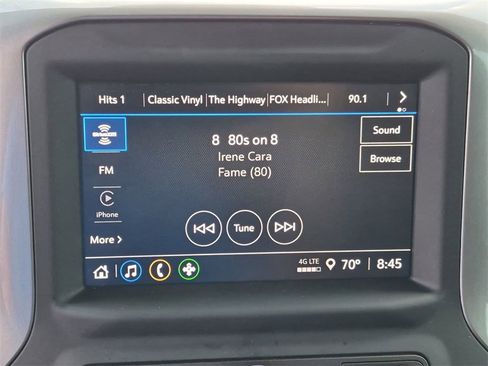 Hits 1 Classic Vinyl The Highway FOX Headli... 90.1
SiriusXM
8 80s on 8
Sound
Irene Cara
Browse
FM
Fame (80)
iPhone
Tune
More >
4G LTE
70° 8:45